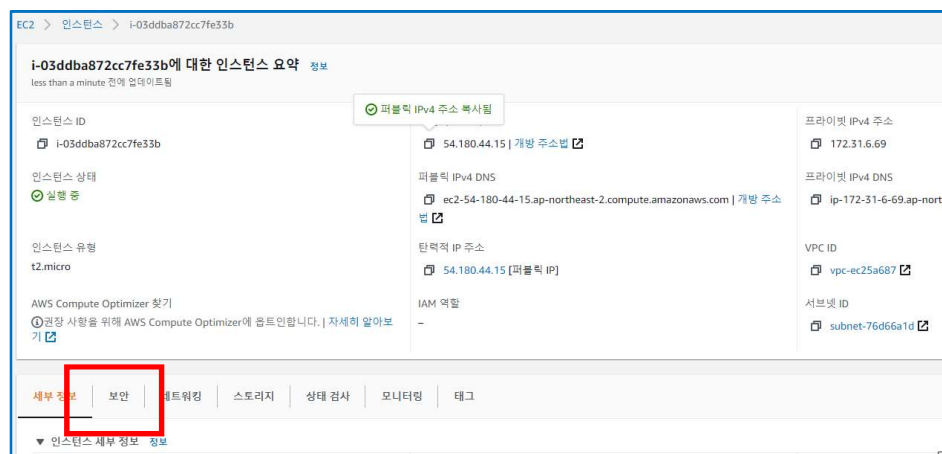 EC2 > 인스턴스 > i-03ddba872cc7fe33b
i-03ddba872cc7fe33b에 대한 인스턴스 요약 정보
less than a minute 전에 업데이트됨
퍼블릭 IPv4 주소 복사됨
인스턴스 ID
i-03ddba872cc7fe33b
54.180.44.15 | 개방 주소법
프라이빗 IPv4 주소
172.31.6.69
인스턴스 상태
실행 중
퍼블릭 IPv4 DNS
ec2-54-180-44-15.ap-northeast-2.compute.amazonaws.com | 개방 주소
법
프라이빗 IPv4 DNS
ip-172-31-6-69.ap-nort
인스턴스 유형
t2.micro
탄력적 IP 주소
54.180.44.15 [퍼블릭 IP]
VPC ID
vpc-ec25a687
AWS Compute Optimizer 찾기
권장 사항을 위해 AWS Compute Optimizer에 옵트인합니다. | 자세히 알아보
기
IAM 역할
–
서브넷 ID
subnet-76d66a1d
세부 정보 보안 네트워킹 스토리지 상태 검사 모니터링 태그
▼ 인스턴스 세부 정보 정보